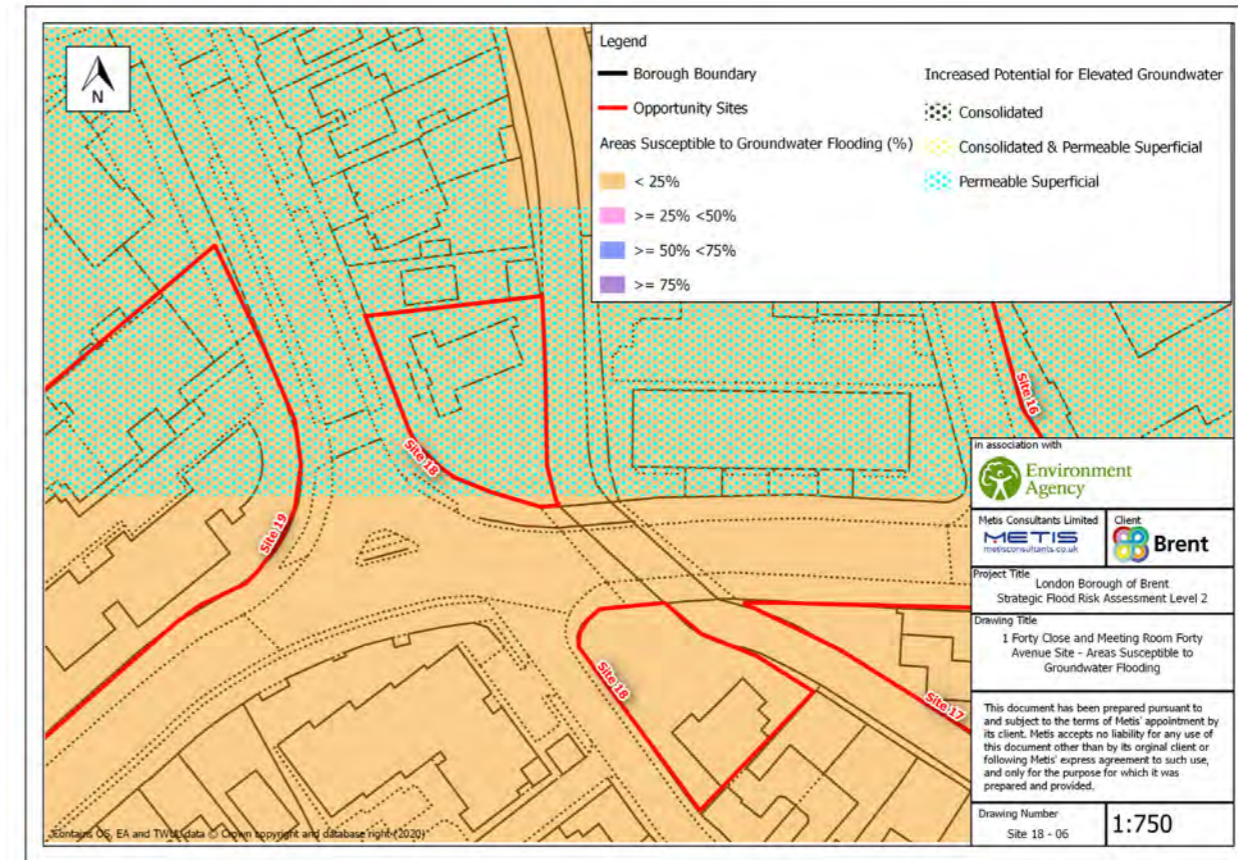 N
Legend
Borough Boundary
Opportunity Sites
Areas Susceptible to Groundwater Flooding (%)
< 25%
>= 25% <50%
>= 50% <75%
>= 75%
Increased Potential for Elevated Groundwater
Consolidated
Consolidated & Permeable Superficial
Permeable Superficial
Site 16
Site 18
Site 19
Site 18
Site 17
in association with
Environment
Agency
Metis Consultants Limited
METIS
metisconsultants.co.uk
Client
Brent
Project Title
London Borough of Brent
Strategic Flood Risk Assessment Level 2
Drawing Title
1 Forty Close and Meeting Room Forty
Avenue Site - Areas Susceptible to
Groundwater Flooding
This document has been prepared pursuant to
and subject to the terms of Metis' appointment by
its client. Metis accepts no liability for any use of
this document other than by its orginal client or
following Metis' express agreement to such use,
and only for the purpose for which it was
prepared and provided.
Drawing Number
Site 18 - 06
1:750
Contains OS, EA and TWUL data © Crown copyright and database right (2020)